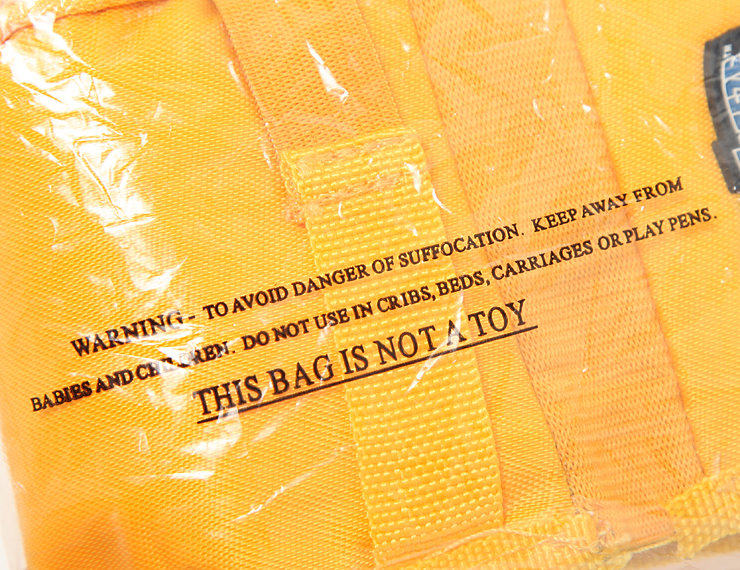 WARNING - TO AVOID DANGER OF SUFFOCATION. KEEP AWAY FROM
BABIES AND CHILDREN. DO NOT USE IN CRIBS, BEDS, CARRIAGES OR PLAY PENS.
THIS BAG IS NOT A TOY